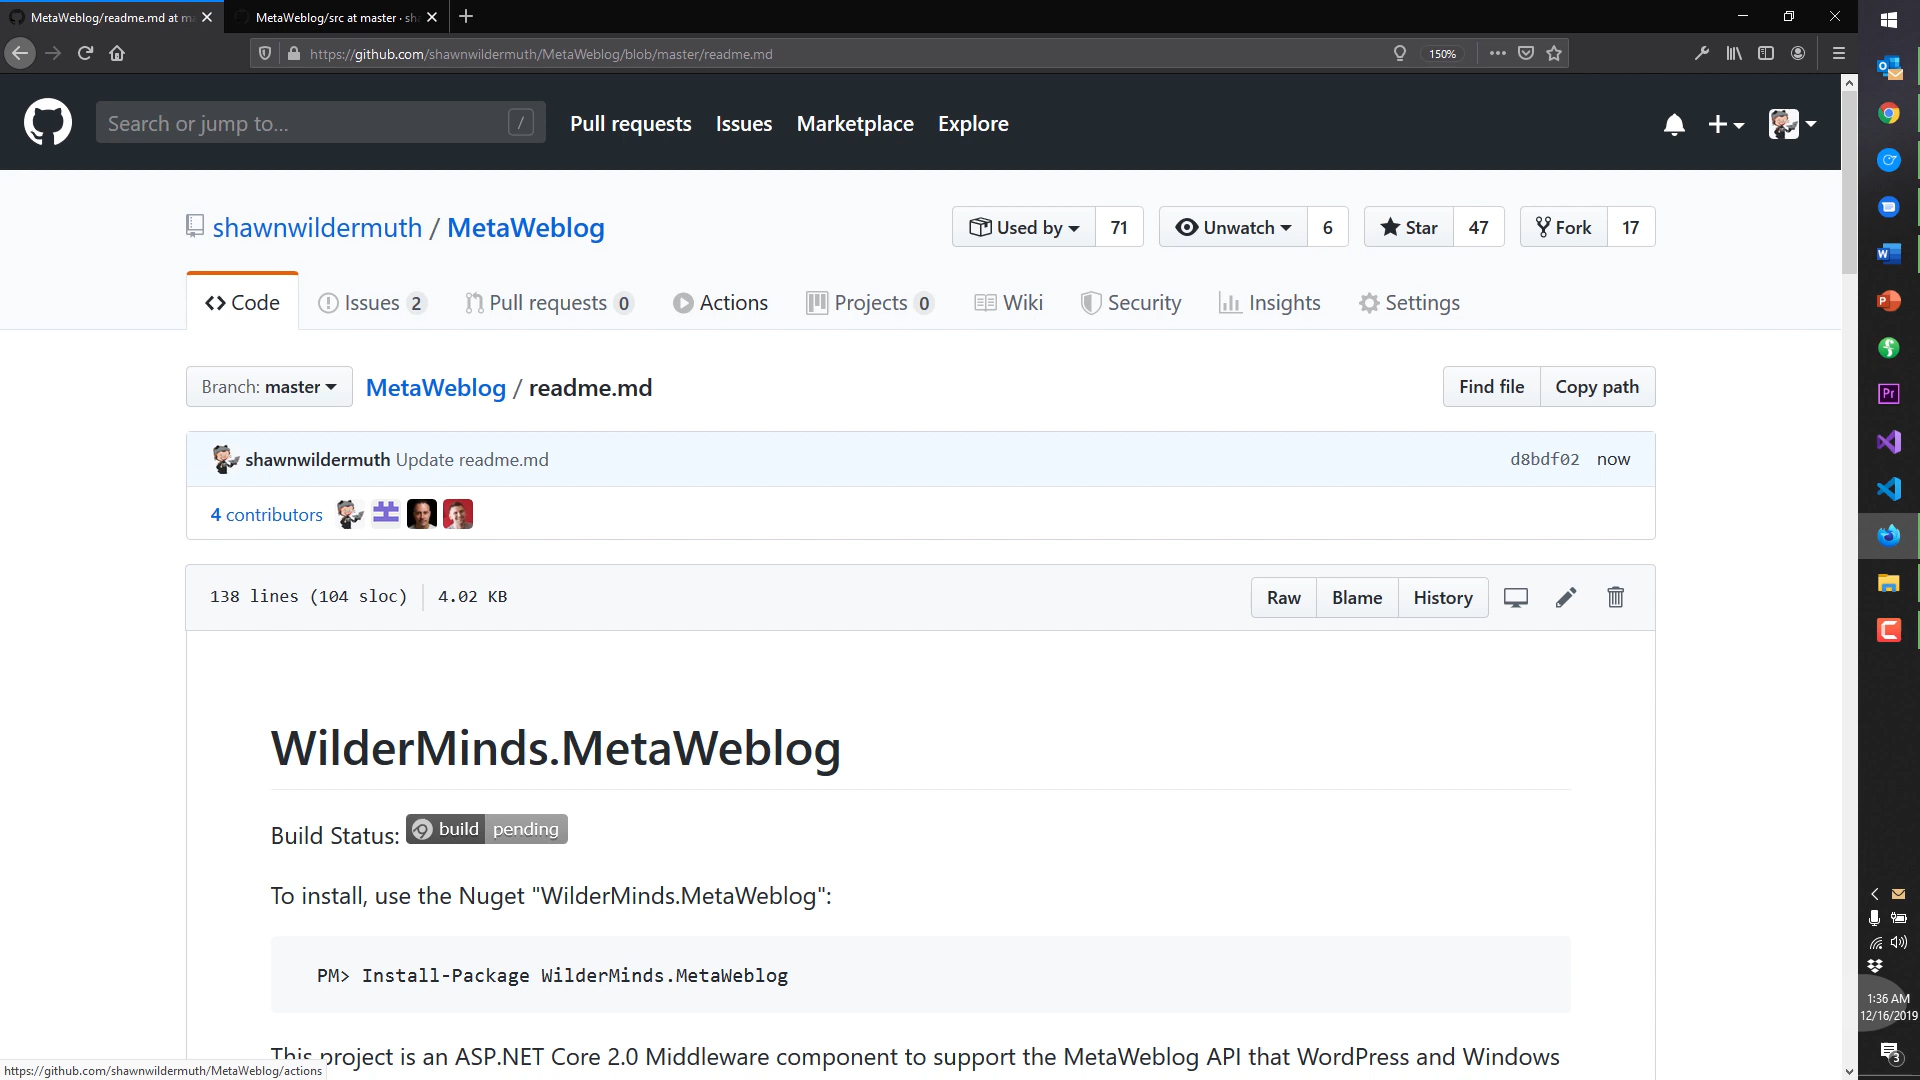 MetaWeblog/readme.md at ma
MetaWeblog/src at master · sh
https://github.com/shawnwildermuth/MetaWeblog/blob/master/readme.md
150%
Search or jump to...
/
Pull requests
Issues
Marketplace
Explore
shawnwildermuth / MetaWeblog
Used by 71
Unwatch 6
Star 47
Fork 17
Code
Issues 2
Pull requests 0
Actions
Projects 0
Wiki
Security
Insights
Settings
Branch: master
MetaWeblog / readme.md
Find file
Copy path
shawnwildermuth Update readme.md
d8bdf02 now
4 contributors
138 lines (104 sloc)
4.02 KB
Raw
Blame
History
WilderMinds.MetaWeblog
Build Status: build pending
To install, use the Nuget "WilderMinds.MetaWeblog":
PM> Install-Package WilderMinds.MetaWeblog
This project is an ASP.NET Core 2.0 Middleware component to support the MetaWeblog API that WordPress and Windows
https://github.com/shawnwildermuth/MetaWeblog/actions
1:36 AM
12/16/2019
3